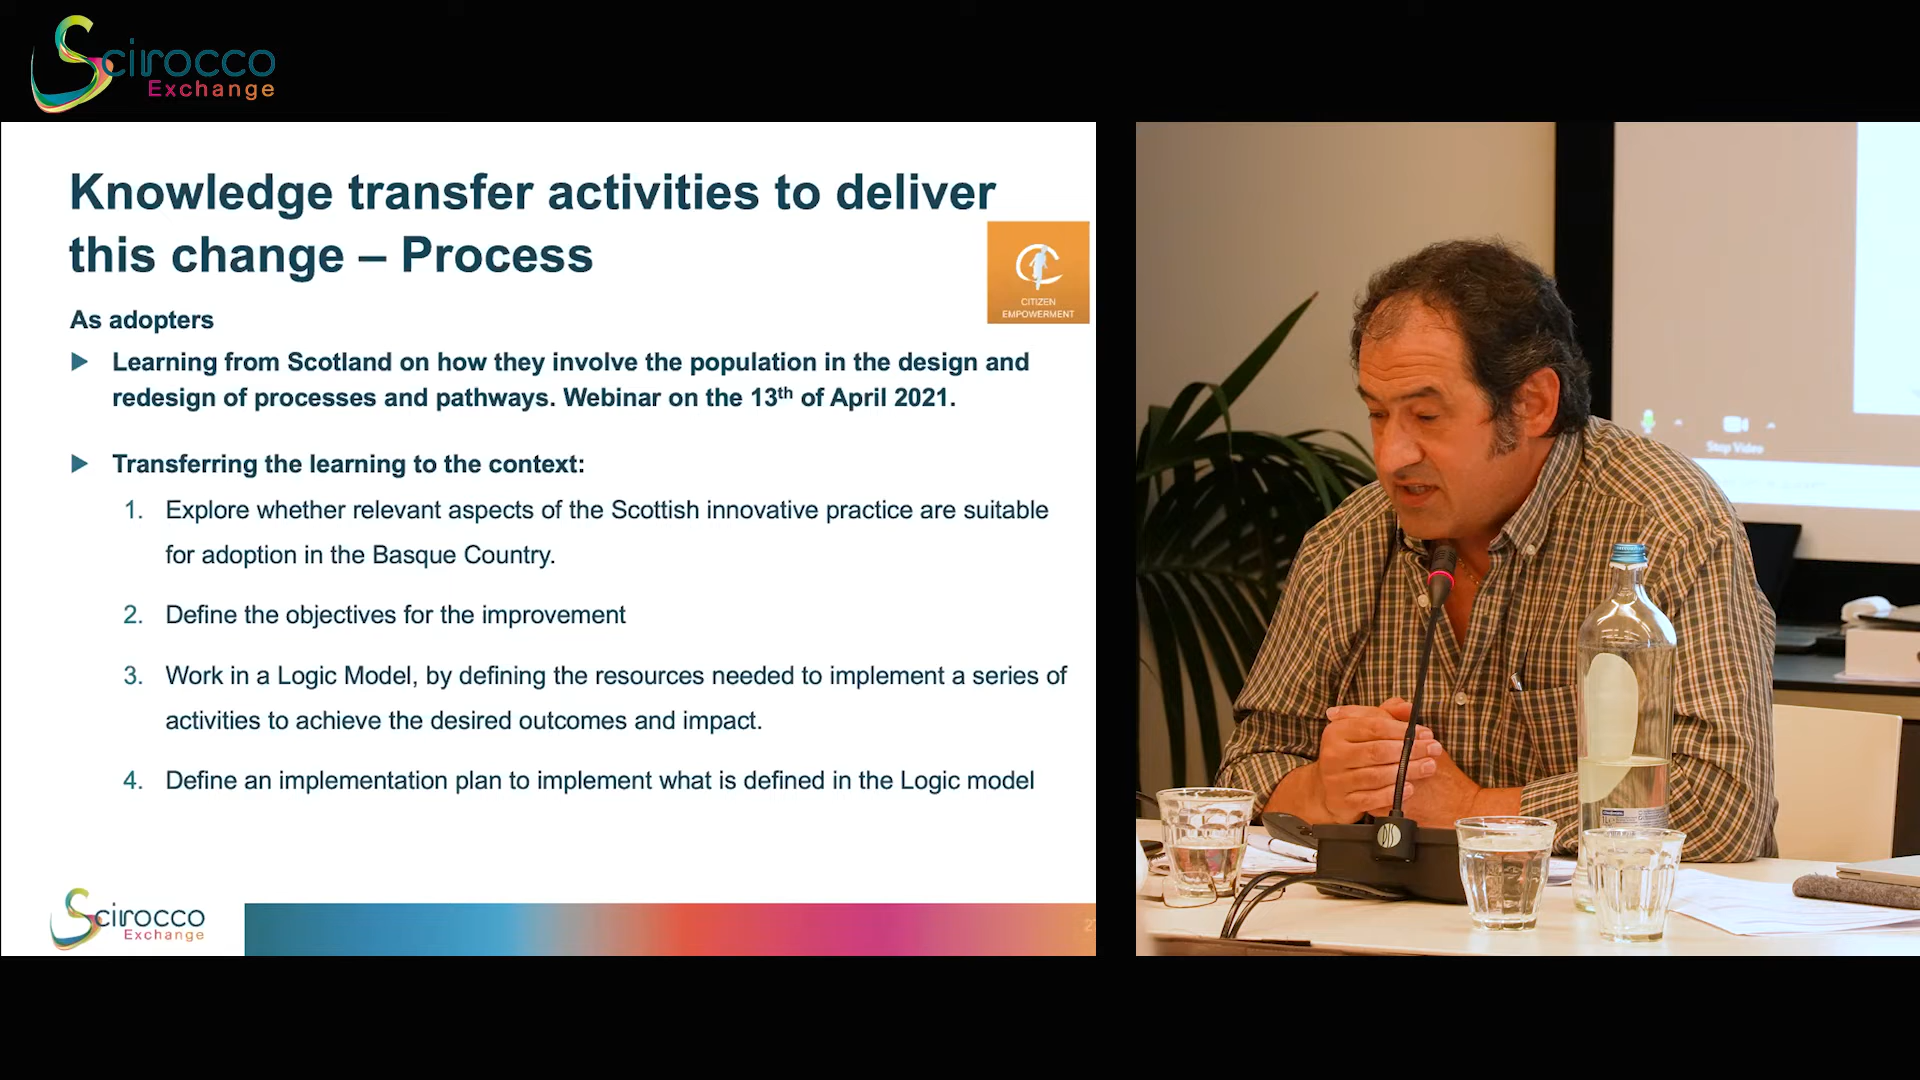 Scirocco
Exchange
Knowledge transfer activities to deliver
this change – Process
CITIZEN
EMPOWERMENT
As adopters
Learning from Scotland on how they involve the population in the design and
redesign of processes and pathways. Webinar on the 13th of April 2021.
Transferring the learning to the context:
1. Explore whether relevant aspects of the Scottish innovative practice are suitable
for adoption in the Basque Country.
2. Define the objectives for the improvement
3. Work in a Logic Model, by defining the resources needed to implement a series of
activities to achieve the desired outcomes and impact.
4. Define an implementation plan to implement what is defined in the Logic model
Scirocco
Exchange
Stop Video